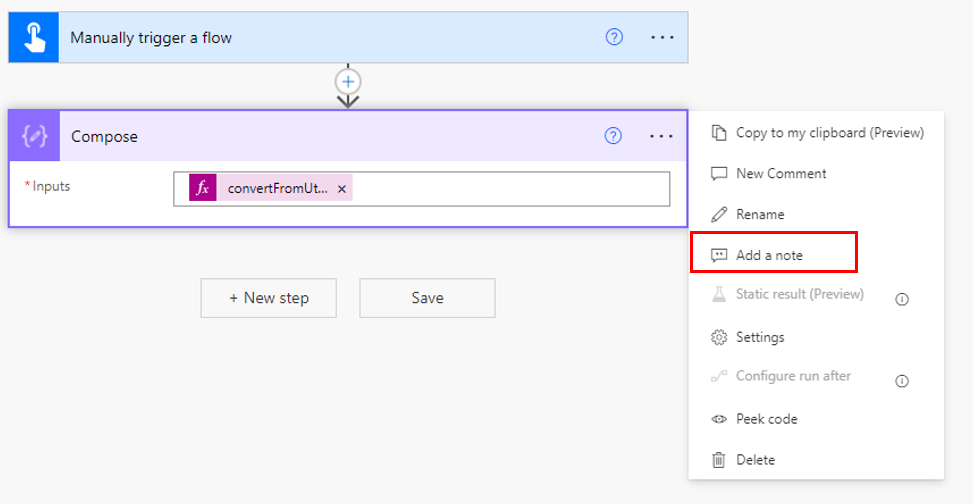 Manually trigger a flow
Compose
* Inputs
fx convertFromUt... ×
+ New step
Save
Copy to my clipboard (Preview)
New Comment
Rename
Add a note
Static result (Preview)
Settings
Configure run after
Peek code
Delete